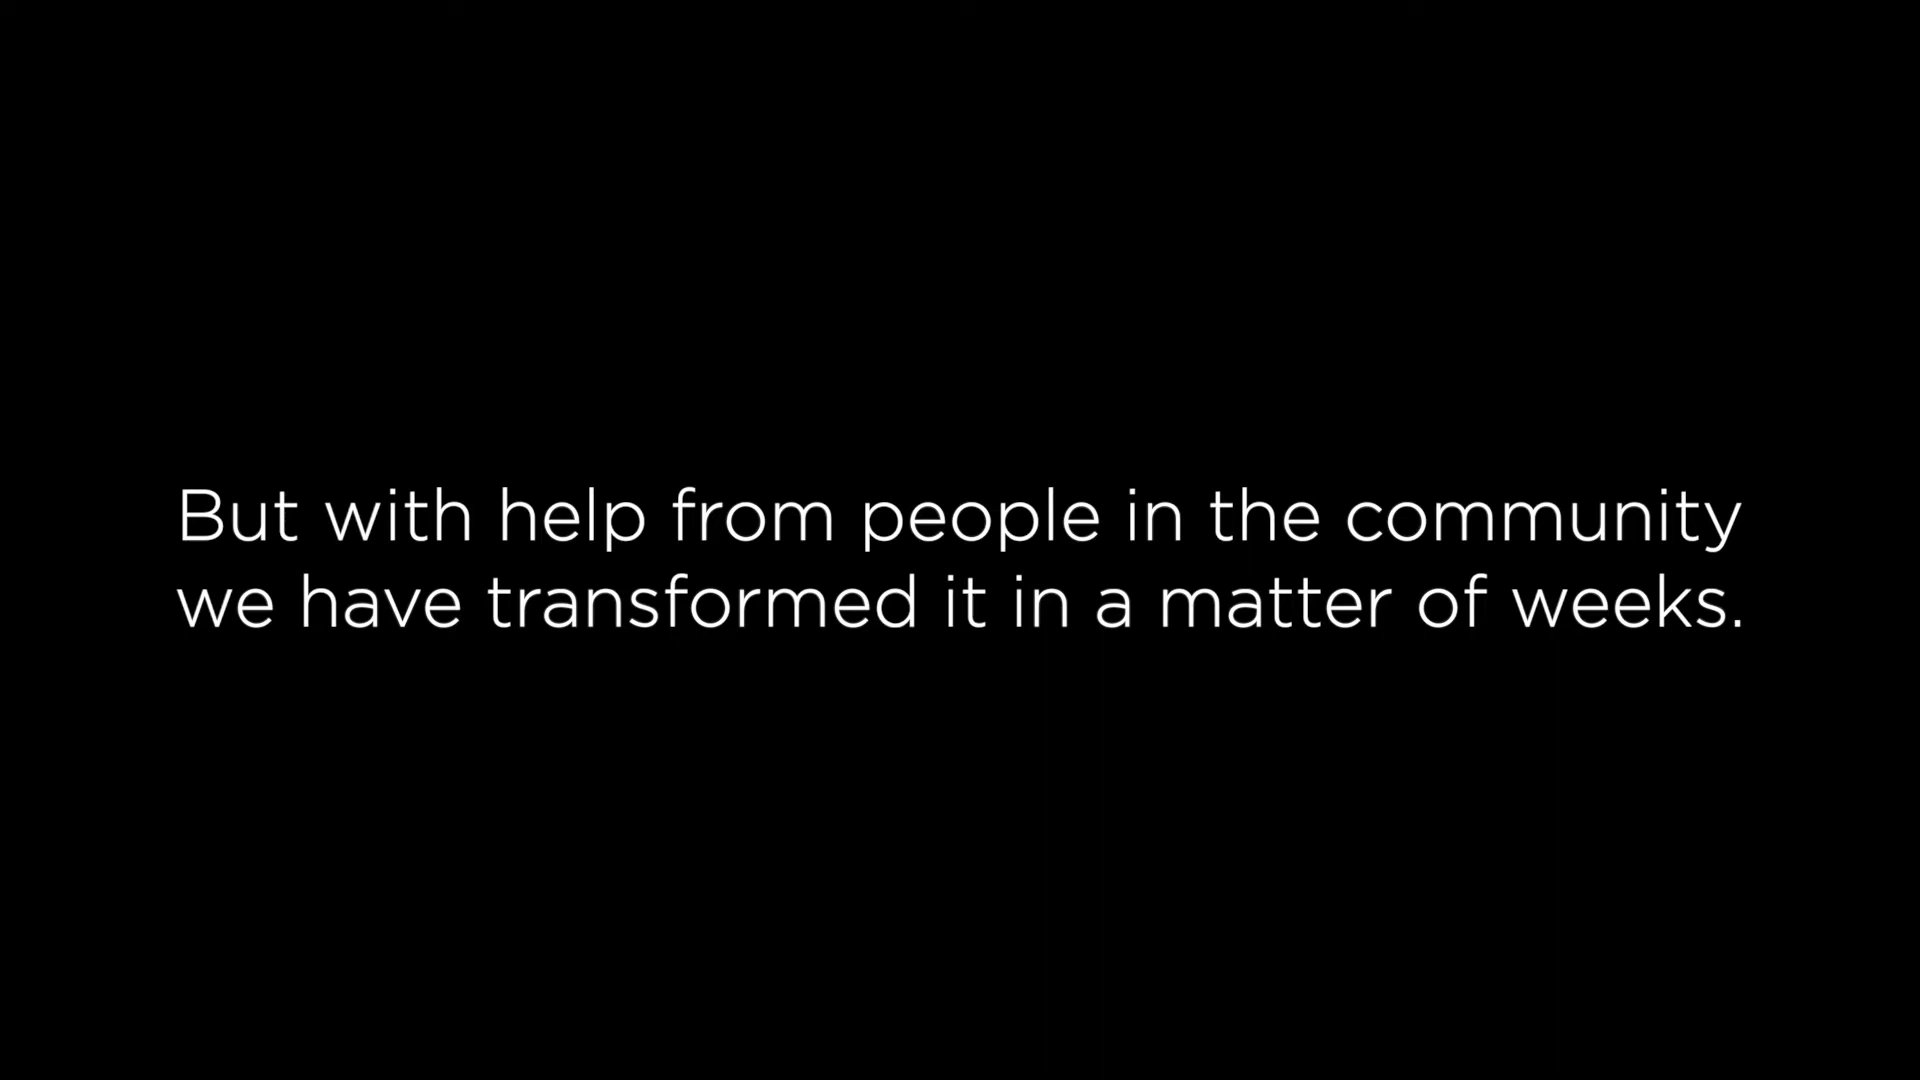 But with help from people in the community
we have transformed it in a matter of weeks.